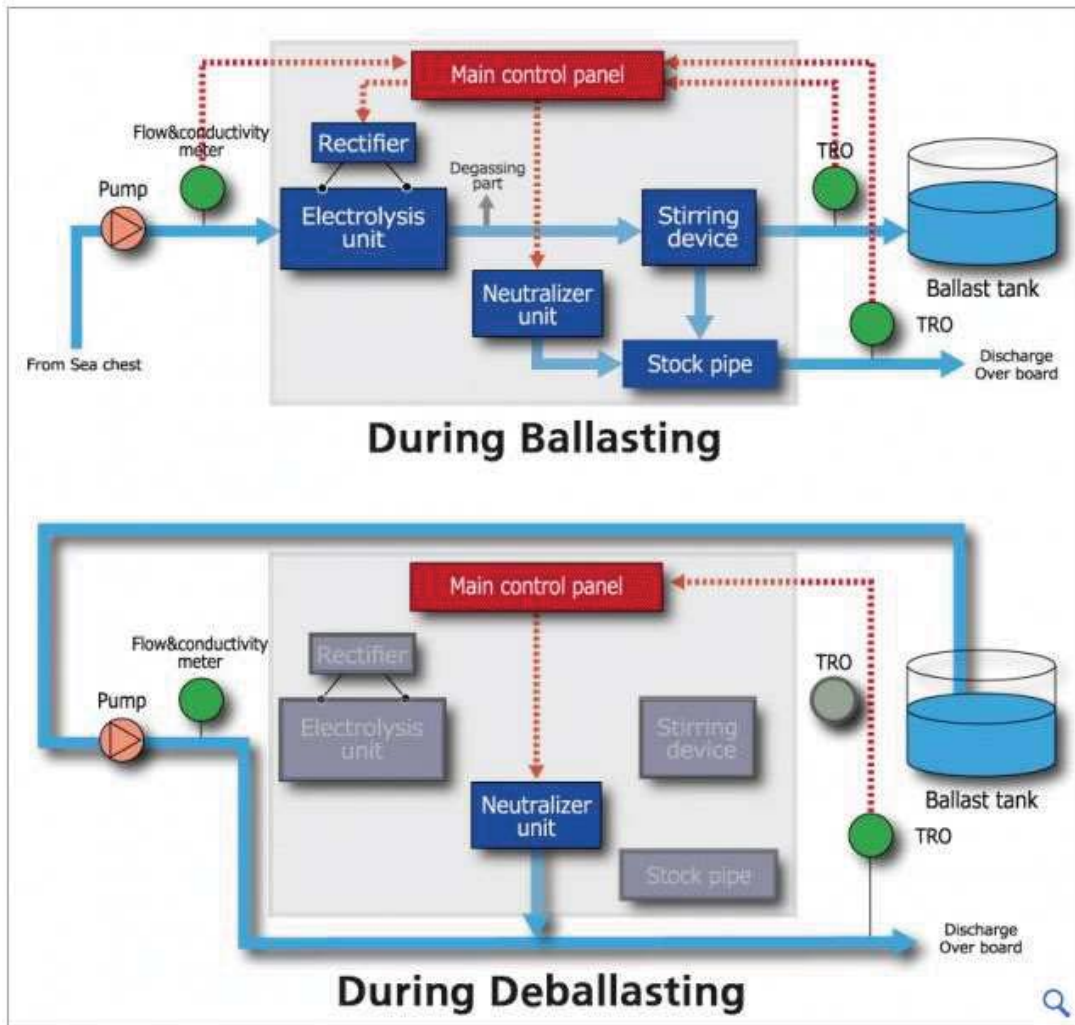 Main control panel
Flow&conductivity
meter
Rectifier
Degassing
part
TRO
Pump
Electrolysis
unit
Stirring
device
Neutralizer
unit
Ballast tank
TRO
From Sea chest
Stock pipe
Discharge
Over board
During Ballasting
Main control panel
Flow&conductivity
meter
Rectifier
TRO
Pump
Electrolysis
unit
Stirring
device
Neutralizer
unit
Ballast tank
TRO
Stock pipe
Discharge
Over board
During Deballasting